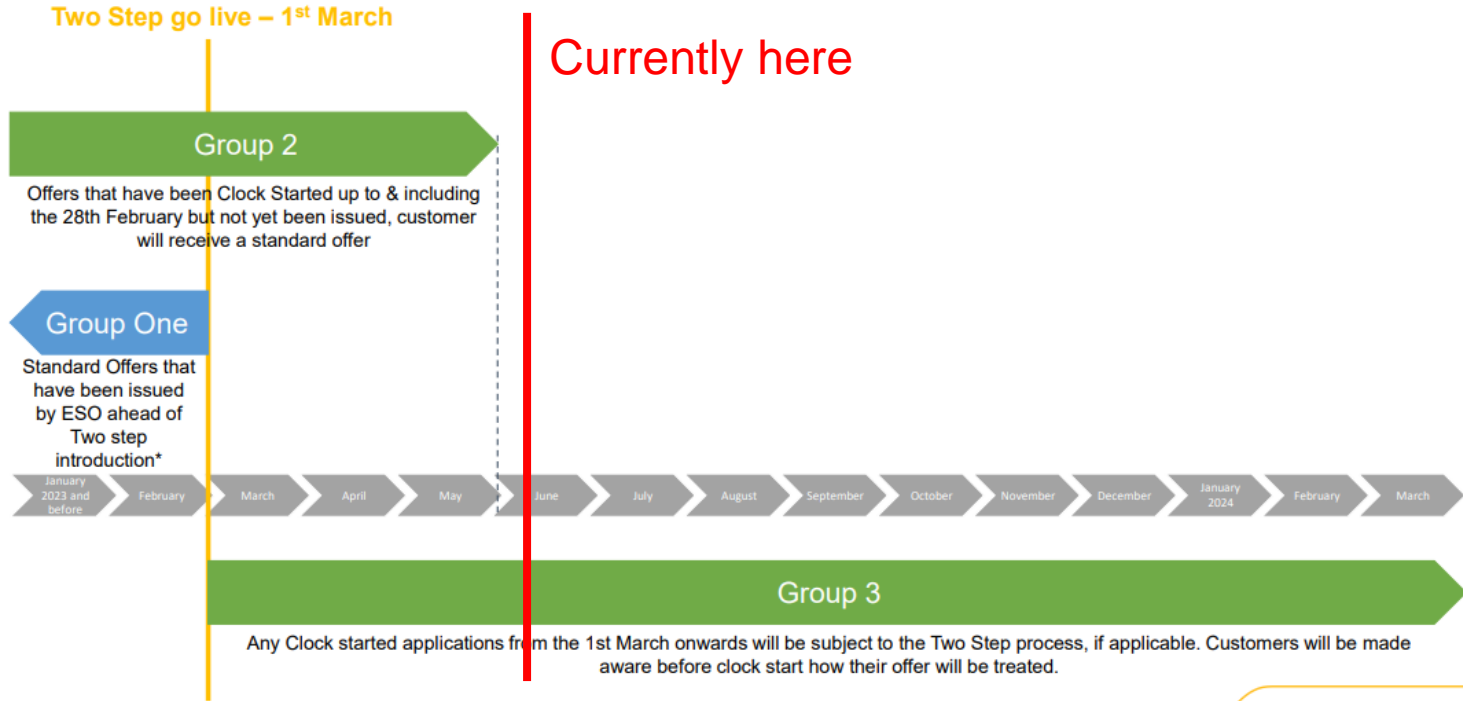 Two Step go live – 1st March
Currently here
Group 2
Offers that have been Clock Started up to & including
the 28th February but not yet been issued, customer
will receive a standard offer
Group One
Standard Offers that
have been issued
by ESO ahead of
Two step
introduction*
January
2023 and
before
February
March
April
May
June
July
August
September
October
November
December
January
2024
February
March
Group 3
Any Clock started applications from the 1st March onwards will be subject to the Two Step process, if applicable. Customers will be made
aware before clock start how their offer will be treated.